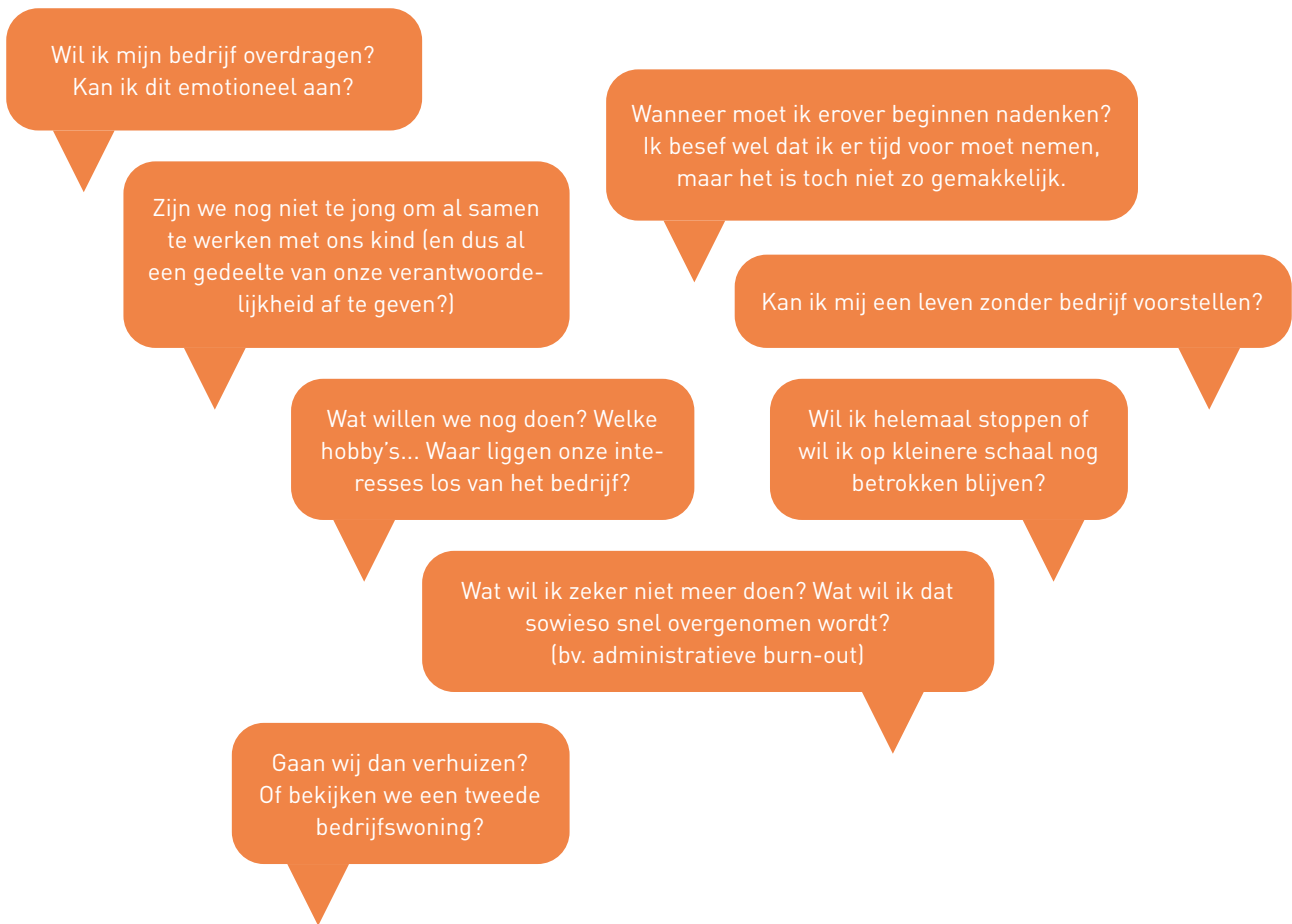 Wil ik mijn bedrijf overdragen?
Kan ik dit emotioneel aan?
Wanneer moet ik erover beginnen nadenken?
Ik besef wel dat ik er tijd voor moet nemen,
maar het is toch niet zo gemakkelijk.
Zijn we nog niet te jong om al samen
te werken met ons kind (en dus al
een gedeelte van onze verantwoorde-
lijkheid af te geven?)
Kan ik mij een leven zonder bedrijf voorstellen?
Wat willen we nog doen? Welke
hobby's... Waar liggen onze inte-
resses los van het bedrijf?
Wil ik helemaal stoppen of
wil ik op kleinere schaal nog
betrokken blijven?
Wat wil ik zeker niet meer doen? Wat wil ik dat
sowieso snel overgenomen wordt?
(bv. administratieve burn-out)
Gaan wij dan verhuizen?
Of bekijken we een tweede
bedrijfswoning?